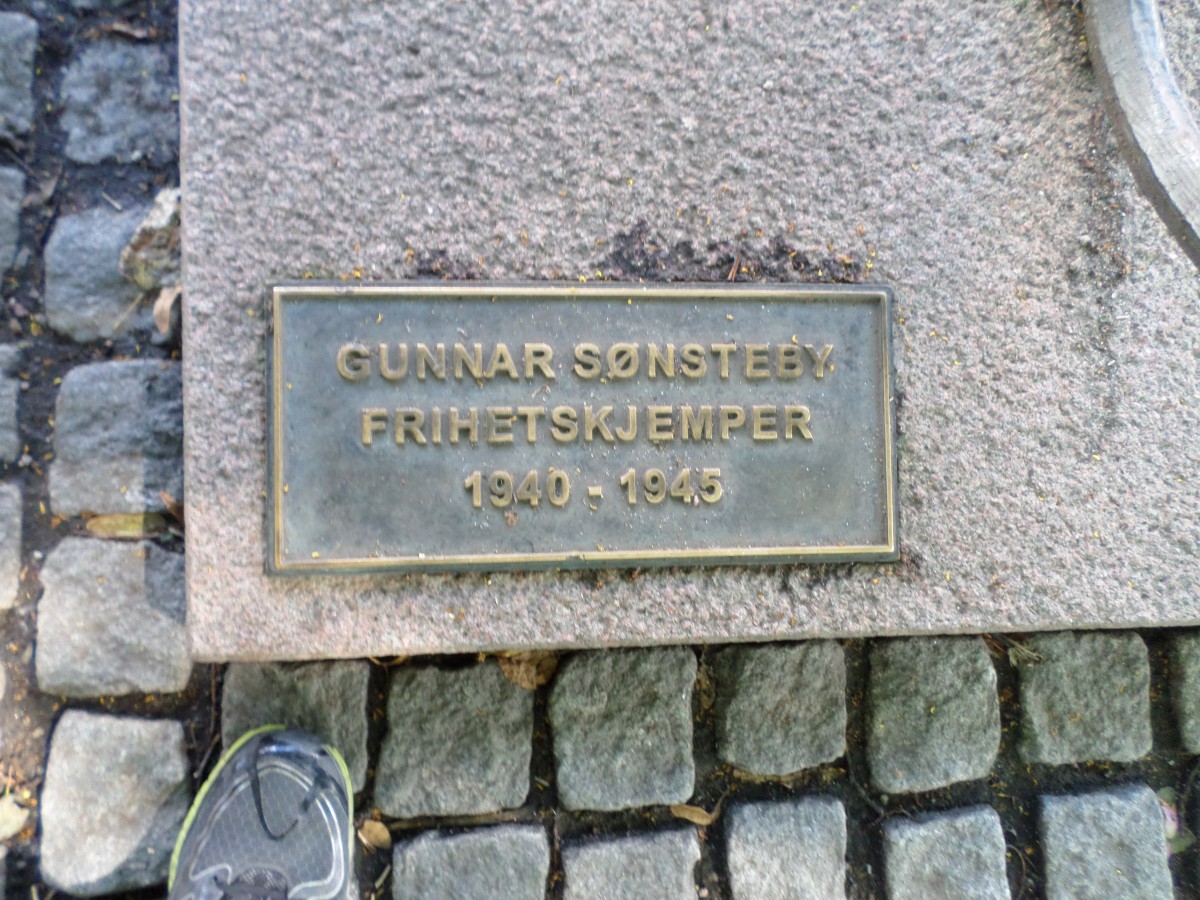 GUNNAR SØNSTEBY
FRIHETSKJEMPER
1940 - 1945